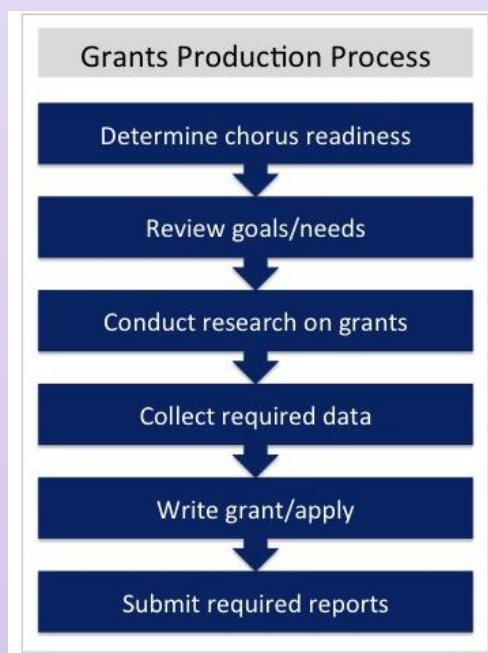 Grants Production Process
Determine chorus readiness
Review goals/needs
Conduct research on grants
Collect required data
Write grant/apply
Submit required reports